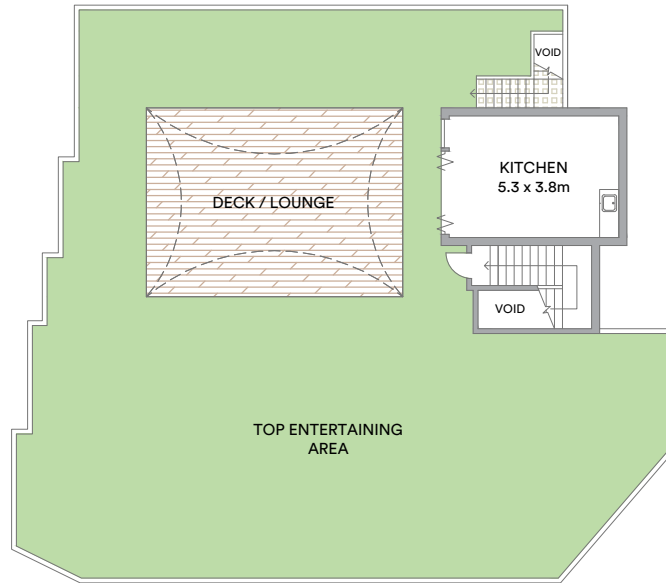 VOID
KITCHEN
5.3 x 3.8m
DECK / LOUNGE
VOID
TOP ENTERTAINING
AREA